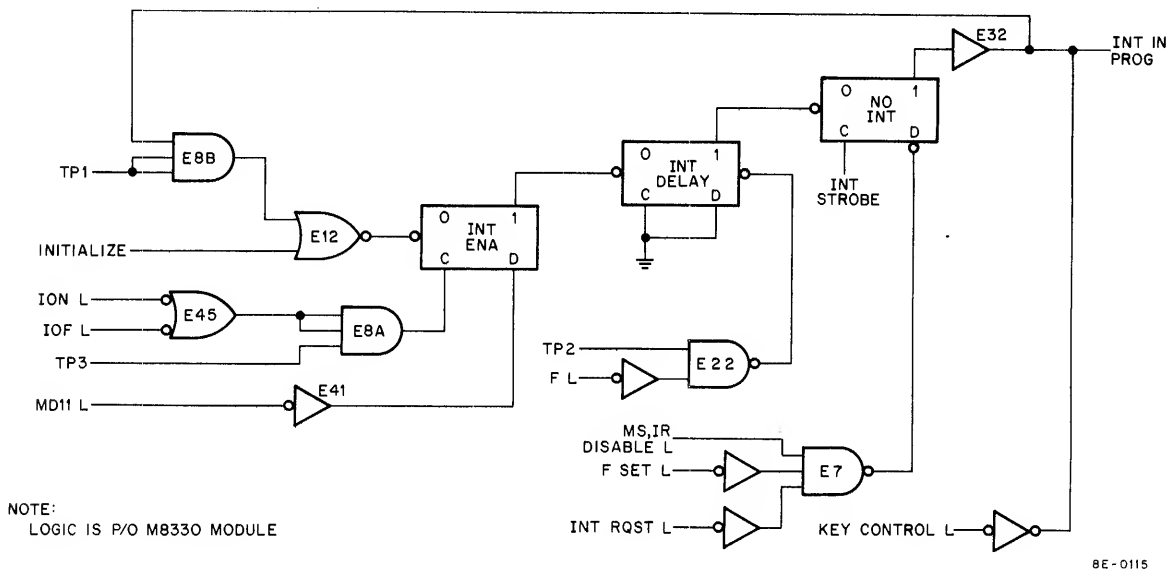 E32
INT IN
PROG
0 1
NO
INT
C D
INT
STROBE
E8B
TP1
0 1
INT
DELAY
C D
E12
0 1
INT
ENA
C D
INITIALIZE
ION L
IOF L
E45
E8A
TP3
E41
MD11 L
TP2
F L
E22
MS,IR
DISABLE L
F SET L
E7
INT RQST L
KEY CONTROL L
NOTE:
LOGIC IS P/O M8330 MODULE
8E-0115